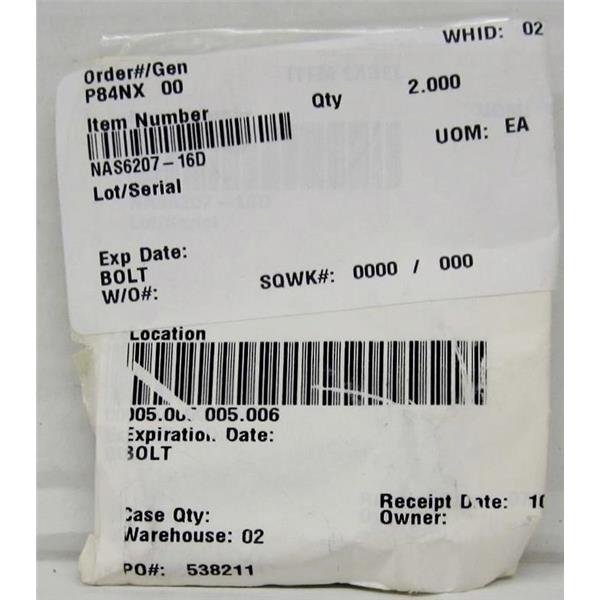 WHID: 02
Order#/Gen
P84NX 00
Qty 2.000
Item Number
UOM: EA
NAS6207-16D
Lot/Serial
Exp Date:
BOLT
SQWK#: 0000 / 000
W/O#:
Location
005.006
Expiration Date:
BOLT
Case Qty:
Receipt Date:
Owner:
Warehouse: 02
PO#: 538211